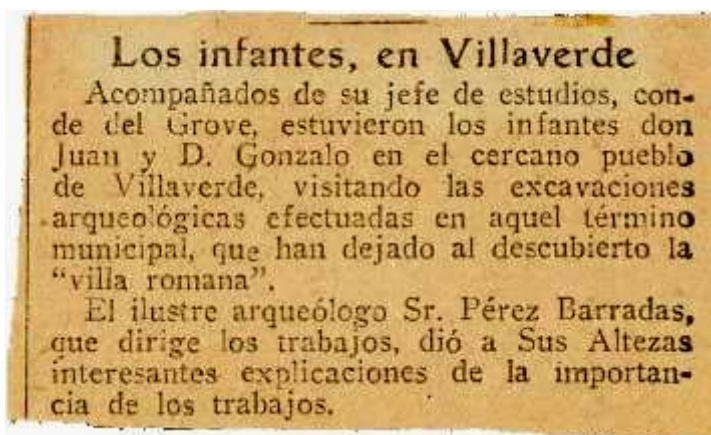 Los infantes, en Villaverde
Acompañados de su jefe de estudios, con-
de del Grove, estuvieron los infantes don
Juan y D. Gonzalo en el cercano pueblo
de Villaverde, visitando las excavaciones
arqueológicas efectuadas en aquel término
municipal, que han dejado al descubierto la
“villa romana”.
El ilustre arqueólogo Sr. Pérez Barradas,
que dirige los trabajos, dió a Sus Altezas
interesantes explicaciones de la importan-
cia de los trabajos.